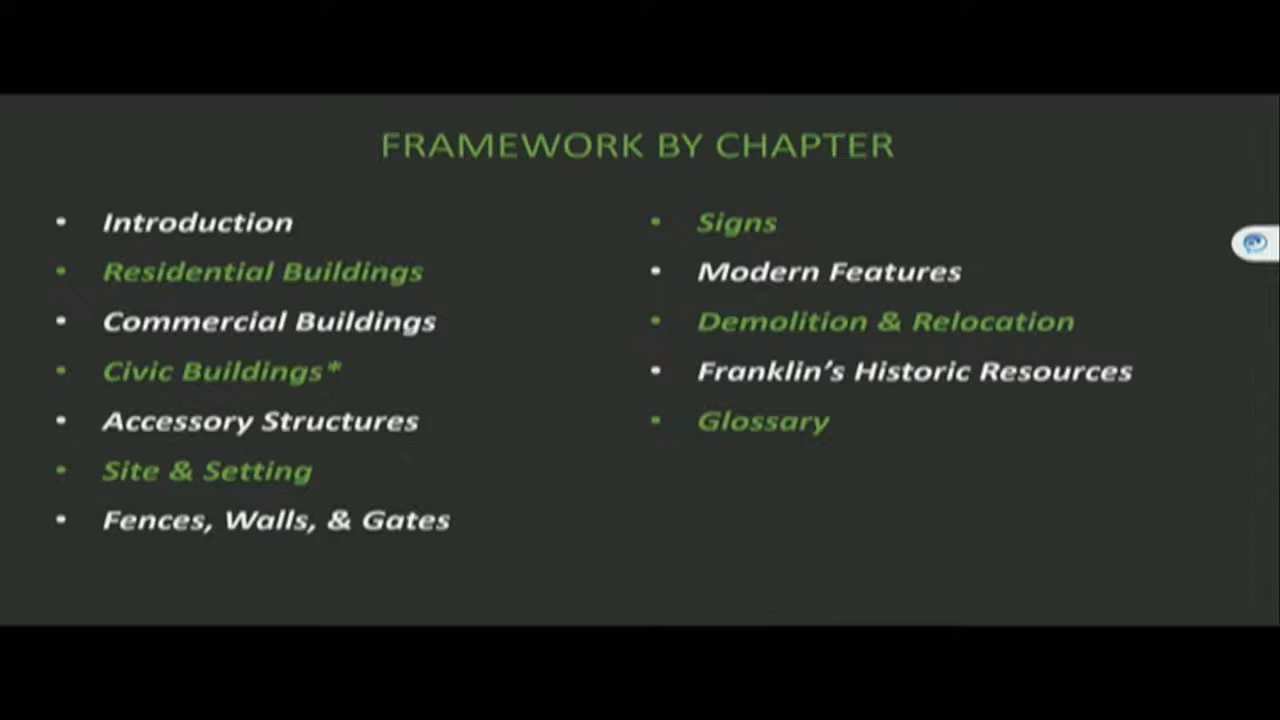 FRAMEWORK BY CHAPTER
• Introduction
• Residential Buildings
• Commercial Buildings
• Civic Buildings*
• Accessory Structures
• Site & Setting
• Fences, Walls, & Gates
• Signs
• Modern Features
• Demolition & Relocation
• Franklin’s Historic Resources
• Glossary